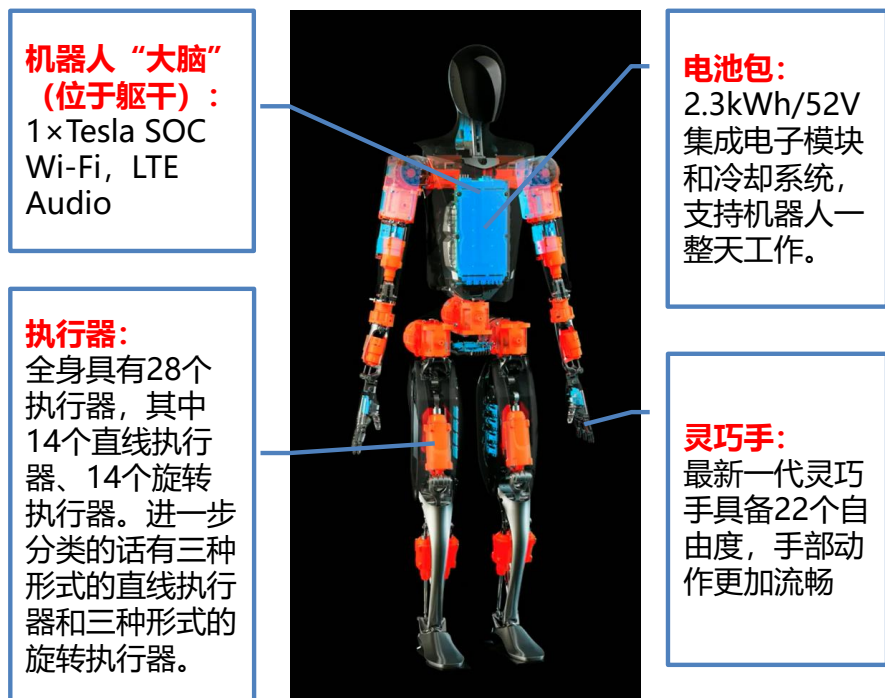 机器人“大脑”
（位于躯干）：
1×Tesla SOC
Wi-Fi，LTE
Audio
执行器：
全身具有28个
执行器，其中
14个直线执行
器、14个旋转
执行器。进一步
分类的话有三种
形式的直线执行
器和三种形式的
旋转执行器。
电池包：
2.3kWh/52V
集成电子模块
和冷却系统，
支持机器人一
整天工作。
灵巧手：
最新一代灵巧
手具备22个自
由度，手部动
作更加流畅